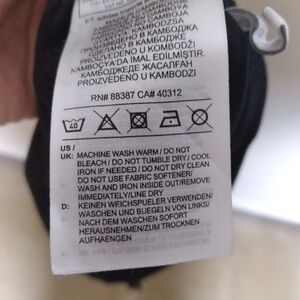 КАМБОДЖАСЫ
PROIZVEDENO U KAMBODŽI
KAMBOÇYA'DA İMAL EDİLMİŞTİR.
КАМБОДЖЕДЕ ЖАСАЛҒАН
PROIZVEDENO U KAMBODZI
RN# 88387 CA# 40312
40
US /
UK: MACHINE WASH WARM / DO NOT
BLEACH / DO NOT TUMBLE DRY / COOL
IRON IF NEEDED / DO NOT DRY CLEAN
DO NOT USE FABRIC SOFTENER/
WASH AND IRON INSIDE OUT/REMOVE
IMMEDIATELY/LINE DRY
D: KEINEN WEICHSPUELER VERWENDEN/
WASCHEN UND BUEGELN VON LINKS/
NACH DEM WASCHEN SOFORT
HERAUSNEHMEN/ZUM TROCKNEN
AUFHAENGEN